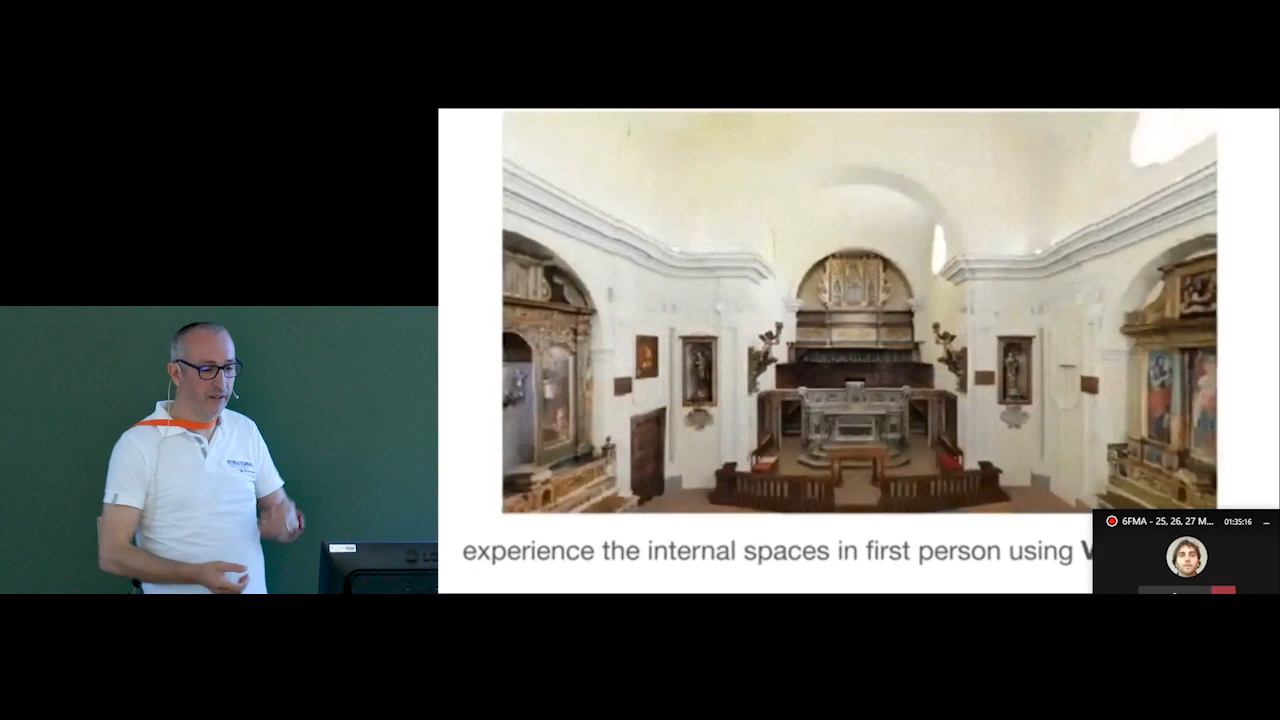 experience the internal spaces in first person using
6FMA - 25, 26, 27 M...
01:35:16